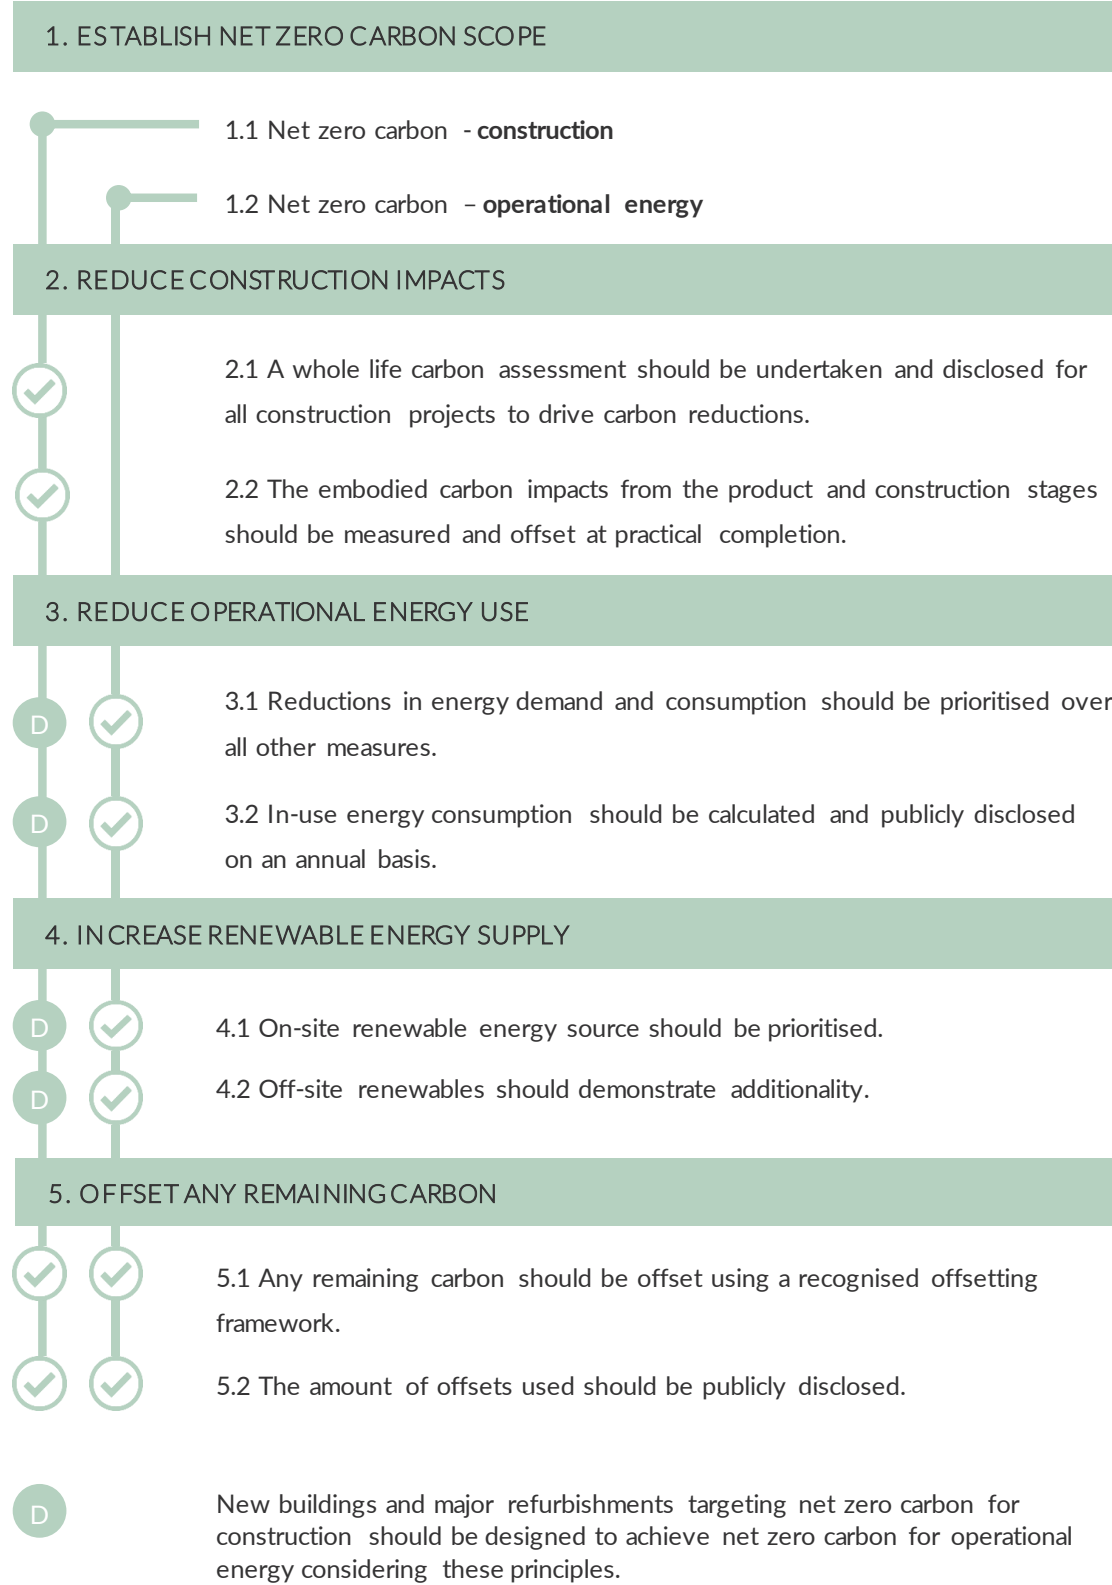 1. ESTABLISH NET ZERO CARBON SCOPE
1.1 Net zero carbon - construction
1.2 Net zero carbon – operational energy
2. REDUCE CONSTRUCTION IMPACTS
2.1 A whole life carbon assessment should be undertaken and disclosed for
all construction projects to drive carbon reductions.
2.2 The embodied carbon impacts from the product and construction stages
should be measured and offset at practical completion.
3. REDUCE OPERATIONAL ENERGY USE
D
3.1 Reductions in energy demand and consumption should be prioritised over
all other measures.
D
3.2 In-use energy consumption should be calculated and publicly disclosed
on an annual basis.
4. INCREASE RENEWABLE ENERGY SUPPLY
D
4.1 On-site renewable energy source should be prioritised.
D
4.2 Off-site renewables should demonstrate additionality.
5. OFFSET ANY REMAINING CARBON
5.1 Any remaining carbon should be offset using a recognised offsetting
framework.
5.2 The amount of offsets used should be publicly disclosed.
D
New buildings and major refurbishments targeting net zero carbon for
construction should be designed to achieve net zero carbon for operational
energy considering these principles.